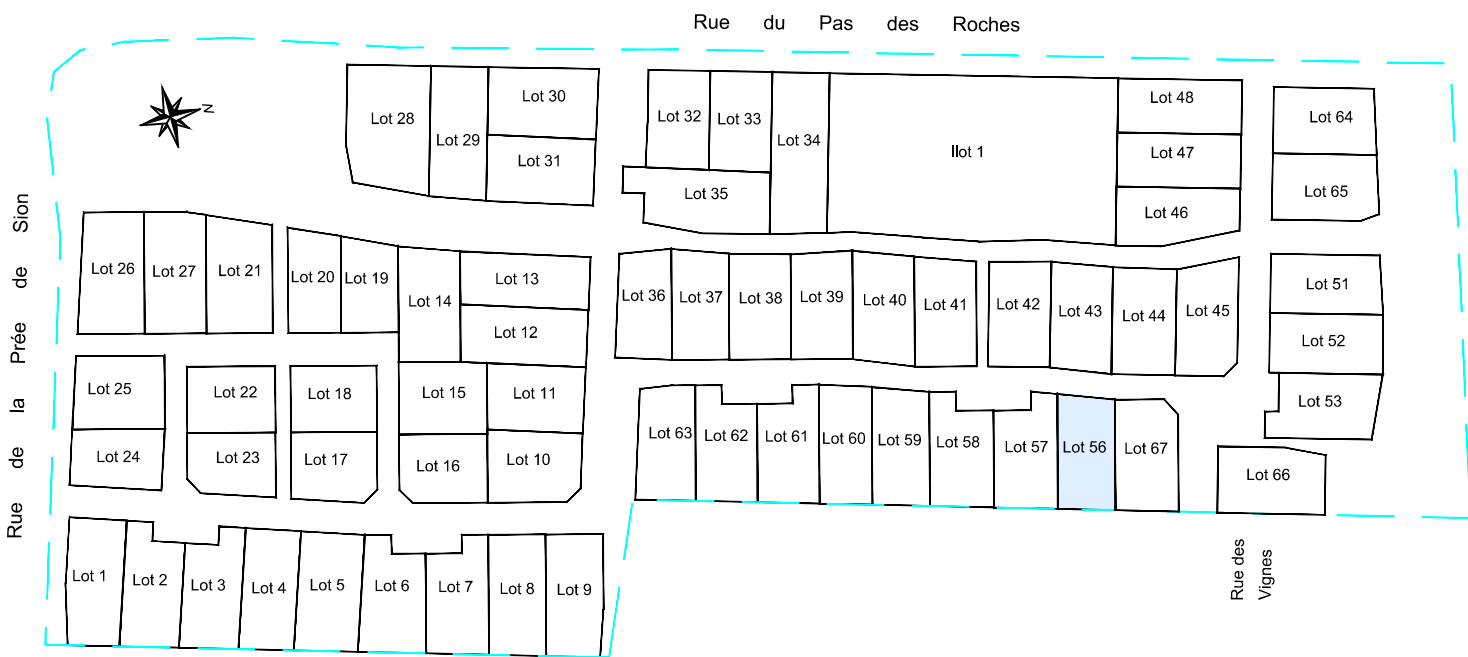 Rue du Pas des Roches
Lot 28
Lot 29
Lot 30
Lot 31
Lot 32
Lot 33
Lot 34
Lot 35
Ilot 1
Lot 48
Lot 47
Lot 46
Lot 64
Lot 65
N
Rue de la Prée de Sion
Lot 26
Lot 27
Lot 21
Lot 20
Lot 19
Lot 14
Lot 13
Lot 12
Lot 36
Lot 37
Lot 38
Lot 39
Lot 40
Lot 41
Lot 42
Lot 43
Lot 44
Lot 45
Lot 51
Lot 52
Lot 53
Lot 25
Lot 24
Lot 22
Lot 23
Lot 18
Lot 17
Lot 15
Lot 16
Lot 11
Lot 10
Lot 63
Lot 62
Lot 61
Lot 60
Lot 59
Lot 58
Lot 57
Lot 56
Lot 67
Lot 66
Lot 1
Lot 2
Lot 3
Lot 4
Lot 5
Lot 6
Lot 7
Lot 8
Lot 9
Rue des
Vignes